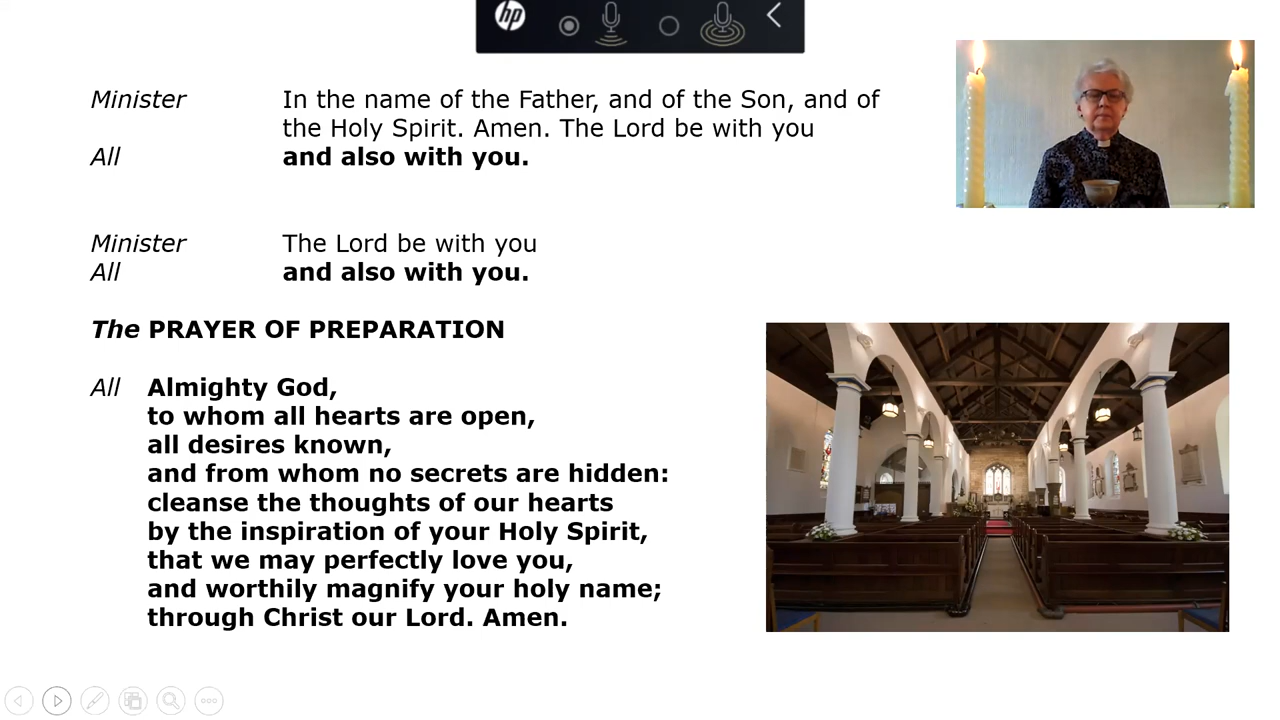 hp
Minister In the name of the Father, and of the Son, and of
the Holy Spirit. Amen. The Lord be with you
All and also with you.
Minister The Lord be with you
All and also with you.
The PRAYER OF PREPARATION
All Almighty God,
to whom all hearts are open,
all desires known,
and from whom no secrets are hidden:
cleanse the thoughts of our hearts
by the inspiration of your Holy Spirit,
that we may perfectly love you,
and worthily magnify your holy name;
through Christ our Lord. Amen.